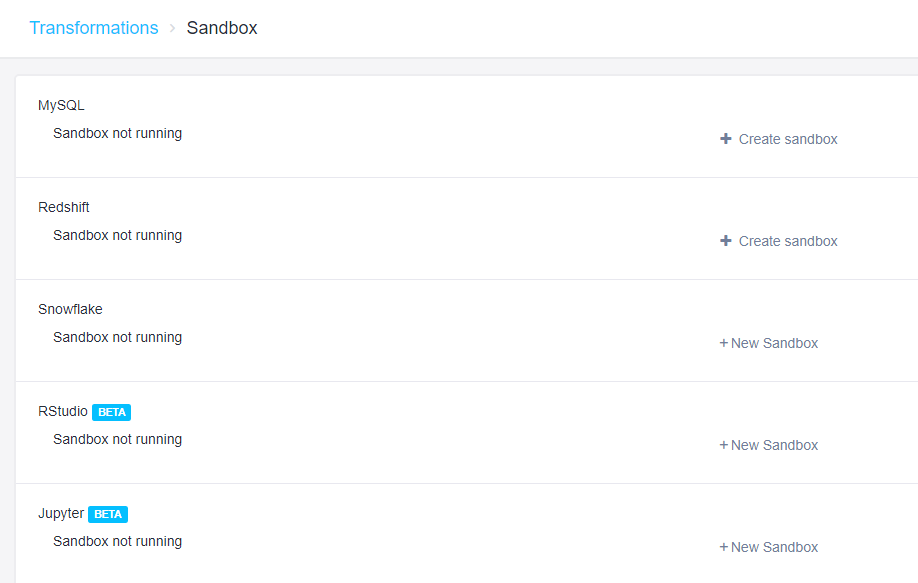 Transformations › Sandbox
MySQL
Sandbox not running
+ Create sandbox
Redshift
Sandbox not running
+ Create sandbox
Snowflake
Sandbox not running
+ New Sandbox
RStudio BETA
Sandbox not running
+ New Sandbox
Jupyter BETA
Sandbox not running
+ New Sandbox